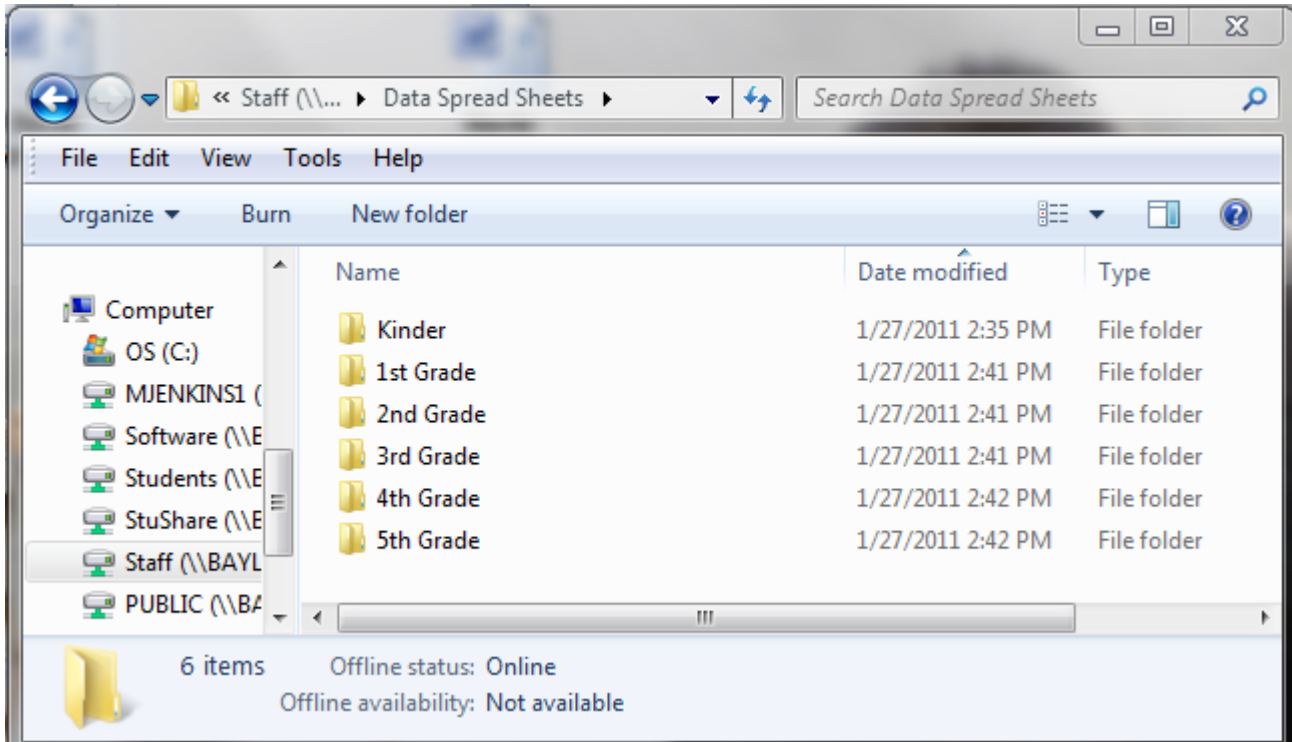 « Staff (\\... ▸ Data Spread Sheets ▸ Search Data Spread Sheets
File Edit View Tools Help
Organize ▾ Burn New folder
Name Date modified Type
Computer
OS (C:)
MJENKINS1 (
Software (\\E
Students (\\E
StuShare (\\E
Staff (\\BAYL
PUBLIC (\\BA
Kinder 1/27/2011 2:35 PM File folder
1st Grade 1/27/2011 2:41 PM File folder
2nd Grade 1/27/2011 2:41 PM File folder
3rd Grade 1/27/2011 2:41 PM File folder
4th Grade 1/27/2011 2:42 PM File folder
5th Grade 1/27/2011 2:42 PM File folder
6 items Offline status: Online
Offline availability: Not available